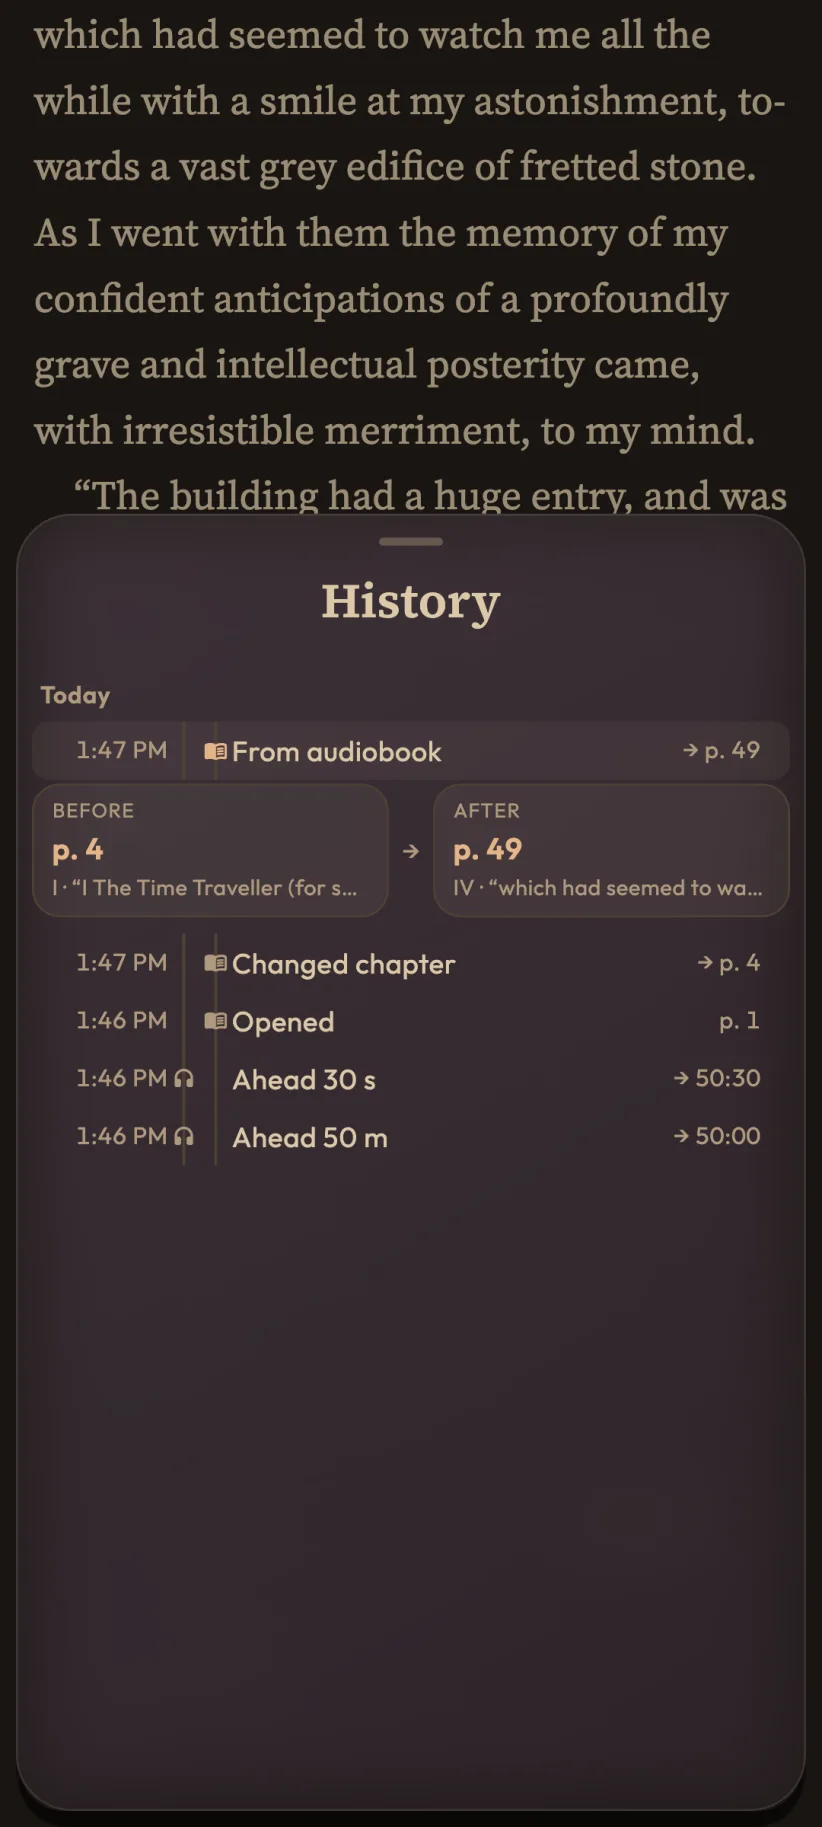 which had seemed to watch me all the
while with a smile at my astonishment, to-
wards a vast grey edifice of fretted stone.
As I went with them the memory of my
confident anticipations of a profoundly
grave and intellectual posterity came,
with irresistible merriment, to my mind.
“The building had a huge entry, and was
History
Today
1:47 PM From audiobook → p. 49
BEFORE
p. 4
I · “I The Time Traveller (for s...
→
AFTER
p. 49
IV · “which had seemed to wa...
1:47 PM Changed chapter → p. 4
1:46 PM Opened p. 1
1:46 PM Ahead 30 s → 50:30
1:46 PM Ahead 50 m → 50:00